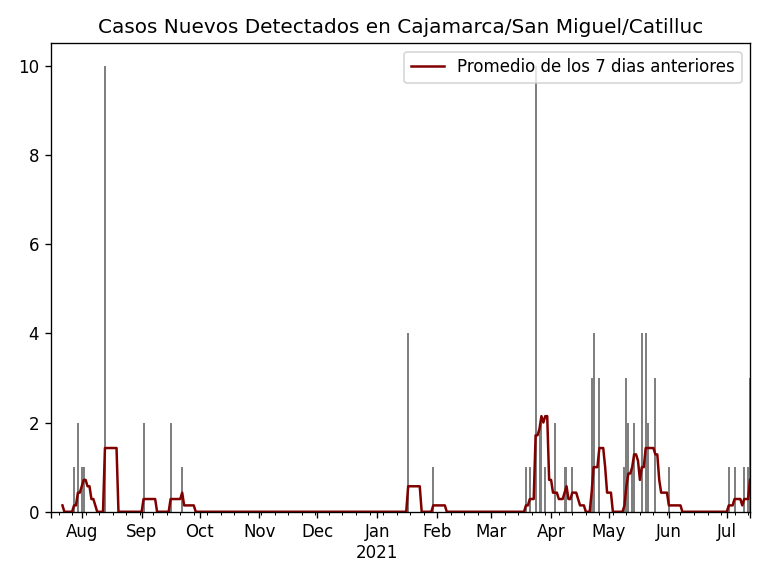 Casos Nuevos Detectados en Cajamarca/San Miguel/Catilluc
Promedio de los 7 dias anteriores
10
8
6
4
2
0
Aug Sep Oct Nov Dec Jan Feb Mar Apr May Jun Jul
2021